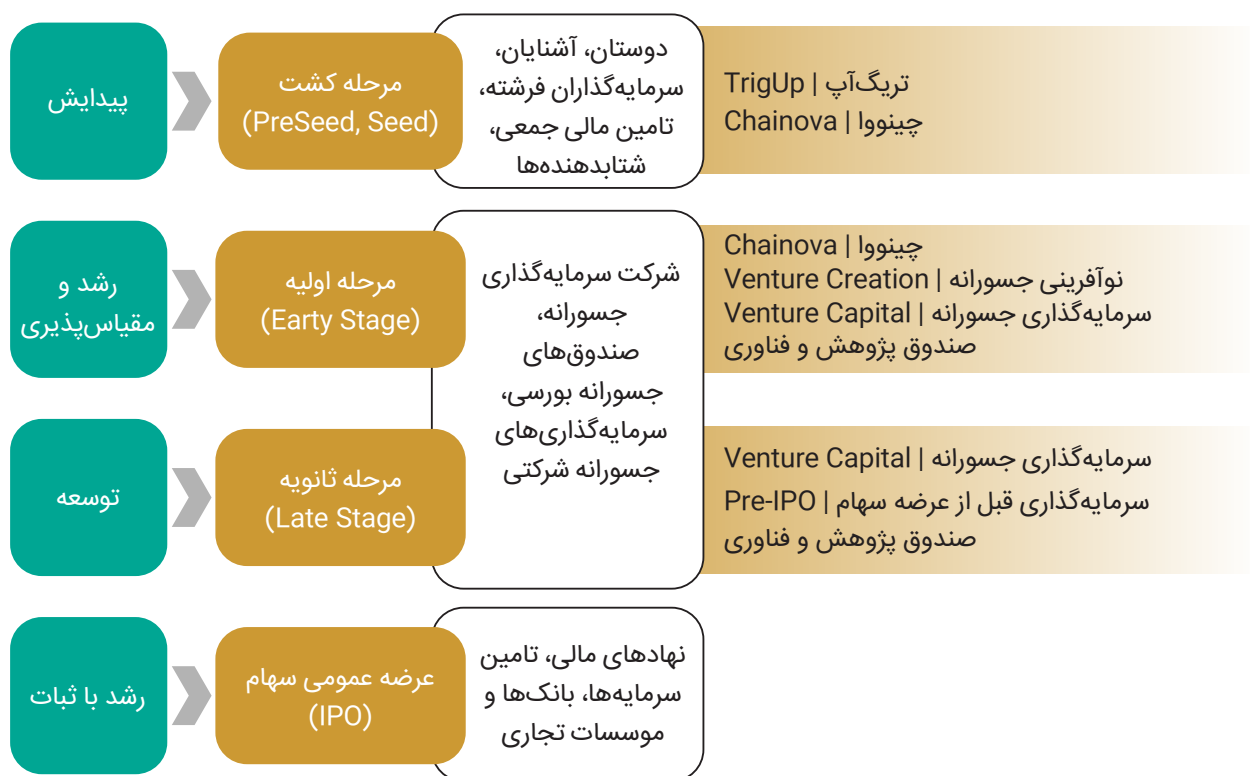 پیدایش
مرحله کشت
(PreSeed, Seed)
دوستان، آشنایان،
سرمایه‌گذاران فرشته،
تامین مالی جمعی،
شتابدهنده‌ها
تریگ‌آپ | TrigUp
چینووا | Chainova
رشد و
مقیاس‌پذیری
مرحله اولیه
(Earty Stage)
شرکت سرمایه‌گذاری
جسورانه،
صندوق‌های
جسورانه بورسی،
سرمایه‌گذاری‌های
جسورانه شرکتی
چینووا | Chainova
نوآفرینی جسورانه | Venture Creation
سرمایه‌گذاری جسورانه | Venture Capital
صندوق پژوهش و فناوری
توسعه
مرحله ثانویه
(Late Stage)
سرمایه‌گذاری جسورانه | Venture Capital
سرمایه‌گذاری قبل از عرضه سهام | Pre-IPO
صندوق پژوهش و فناوری
رشد با ثبات
عرضه عمومی سهام
(IPO)
نهادهای مالی، تامین
سرمایه‌ها، بانک‌ها و
موسسات تجاری